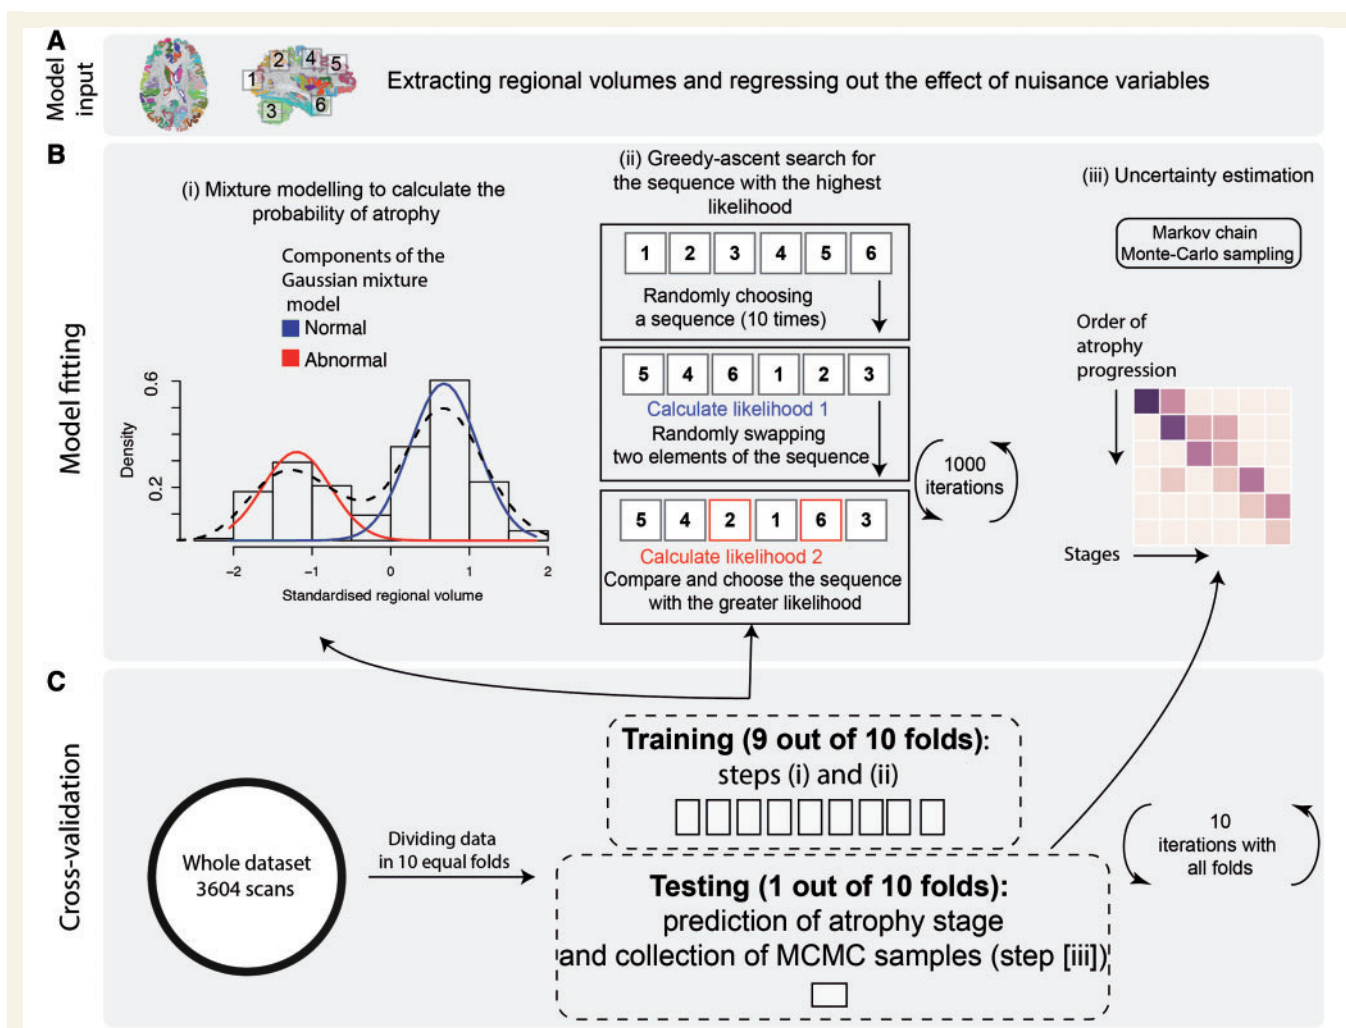 A
Model
input
1
2
4
5
3
6
Extracting regional volumes and regressing out the effect of nuisance variables
B
Model fitting
(i) Mixture modelling to calculate the
probability of atrophy
Components of the
Gaussian mixture
model
Normal
Abnormal
0.6
0.2
Density
−2
−1
0
1
2
Standardised regional volume
(ii) Greedy-ascent search for
the sequence with the highest
likelihood
1 2 3 4 5 6
Randomly choosing
a sequence (10 times)
5 4 6 1 2 3
Calculate likelihood 1
Randomly swapping
two elements of the sequence
5 4 2 1 6 3
Calculate likelihood 2
Compare and choose the sequence
with the greater likelihood
1000
iterations
(iii) Uncertainty estimation
Markov chain
Monte-Carlo sampling
Order of
atrophy
progression
Stages
C
Cross-validation
Whole dataset
3604 scans
Dividing data
in 10 equal folds
Training (9 out of 10 folds):
steps (i) and (ii)
Testing (1 out of 10 folds):
prediction of atrophy stage
and collection of MCMC samples (step [iii])
10
iterations with
all folds